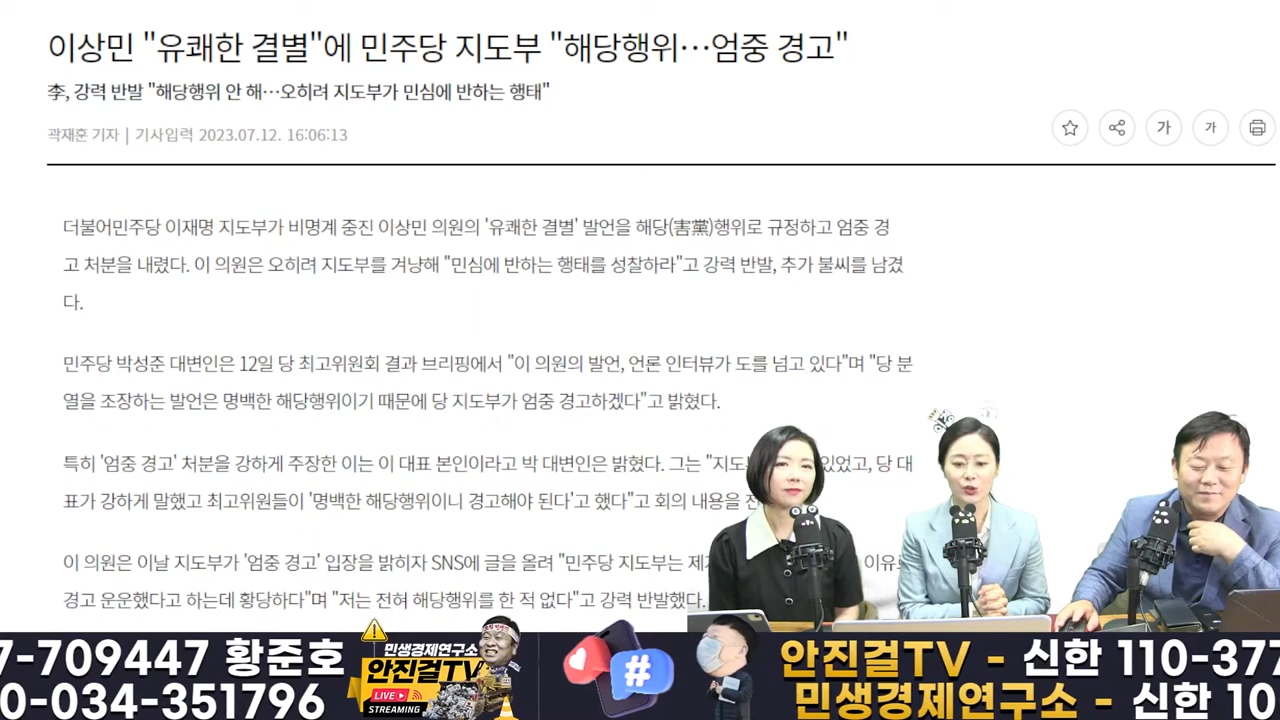 이상민 "유쾌한 결별"에 민주당 지도부 "해당행위…엄중 경고"
李, 강력 반발 "해당행위 안 해…오히려 지도부가 민심에 반하는 행태"
곽재훈 기자 | 기사입력 2023.07.12. 16:06:13
가 가
더불어민주당 이재명 지도부가 비명계 중진 이상민 의원의 '유쾌한 결별' 발언을 해당(害黨)행위로 규정하고 엄중 경
고 처분을 내렸다. 이 의원은 오히려 지도부를 겨냥해 "민심에 반하는 행태를 성찰하라"고 강력 반발, 추가 불씨를 남겼
다.
민주당 박성준 대변인은 12일 당 최고위원회 결과 브리핑에서 "이 의원의 발언, 언론 인터뷰가 도를 넘고 있다"며 "당 분
열을 조장하는 발언은 명백한 해당행위이기 때문에 당 지도부가 엄중 경고하겠다"고 밝혔다.
특히 '엄중 경고' 처분을 강하게 주장한 이는 이 대표 본인이라고 박 대변인은 밝혔다. 그는 "지도 있었고, 당 대
표가 강하게 말했고 최고위원들이 '명백한 해당행위이니 경고해야 된다'고 했다"고 회의 내용을
이 의원은 이날 지도부가 '엄중 경고' 입장을 밝히자 SNS에 글을 올려 "민주당 지도부는 이유
경고 운운했다고 하는데 황당하다"며 "저는 전혀 해당행위를 한 적 없다"고 강력 반발했다.
7-709447 황준호
민생경제연구소
안진걸TV
LIVE
STREAMING
#
안진걸TV - 신한 110-377
0-034-351796
민생경제연구소 - 신한 10